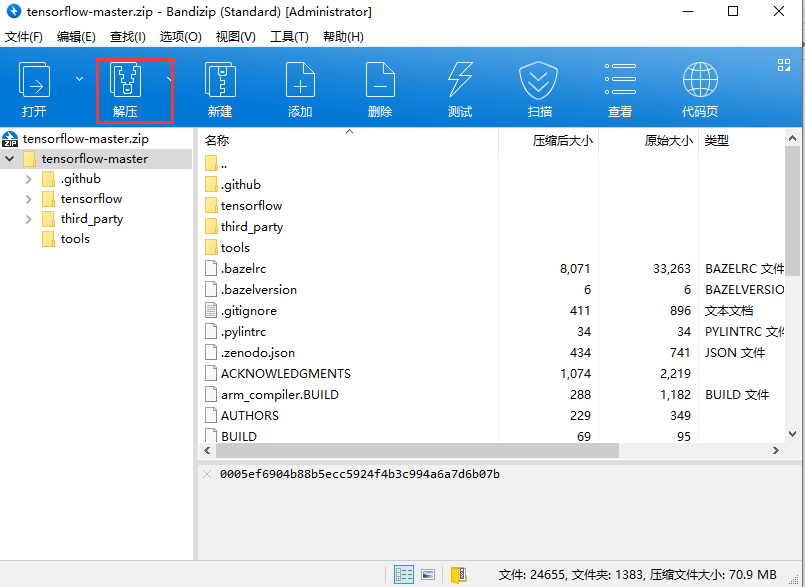 tensorflow-master.zip - Bandizip (Standard) [Administrator]
文件(F) 编辑(E) 查找(I) 选项(O) 视图(V) 工具(T) 帮助(H)
打开 解压 新建 添加 删除 测试 扫描 查看 代码页
ZIP tensorflow-master.zip
tensorflow-master
.github
tensorflow
third_party
tools
名称 压缩后大小 原始大小 类型
..
.github
tensorflow
third_party
tools
.bazelrc 8,071 33,263 BAZELRC 文件
.bazelversion 6 6 BAZELVERSIO
.gitignore 411 896 文本文档
.pylintrc 34 34 PYLINTRC 文件
.zenodo.json 434 741 JSON 文件
ACKNOWLEDGMENTS 1,074 2,219
arm_compiler.BUILD 288 1,182 BUILD 文件
AUTHORS 229 349
BUILD 69 95
0005ef6904b88b5ecc5924f4b3c994a6a7d6b07b
文件: 24655, 文件夹: 1383, 压缩文件大小: 70.9 MB